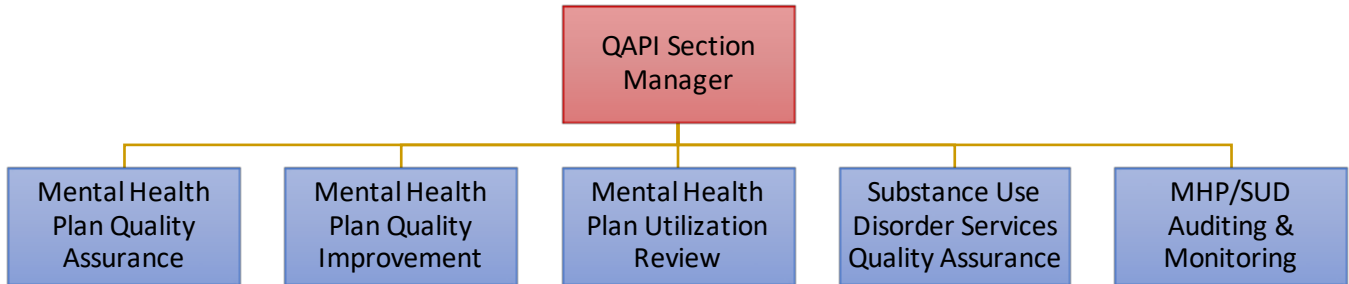 QAPI Section
Manager
Mental Health
Plan Quality
Assurance
Mental Health
Plan Quality
Improvement
Mental Health
Plan Utilization
Review
Substance Use
Disorder Services
Quality Assurance
MHP/SUD
Auditing &
Monitoring